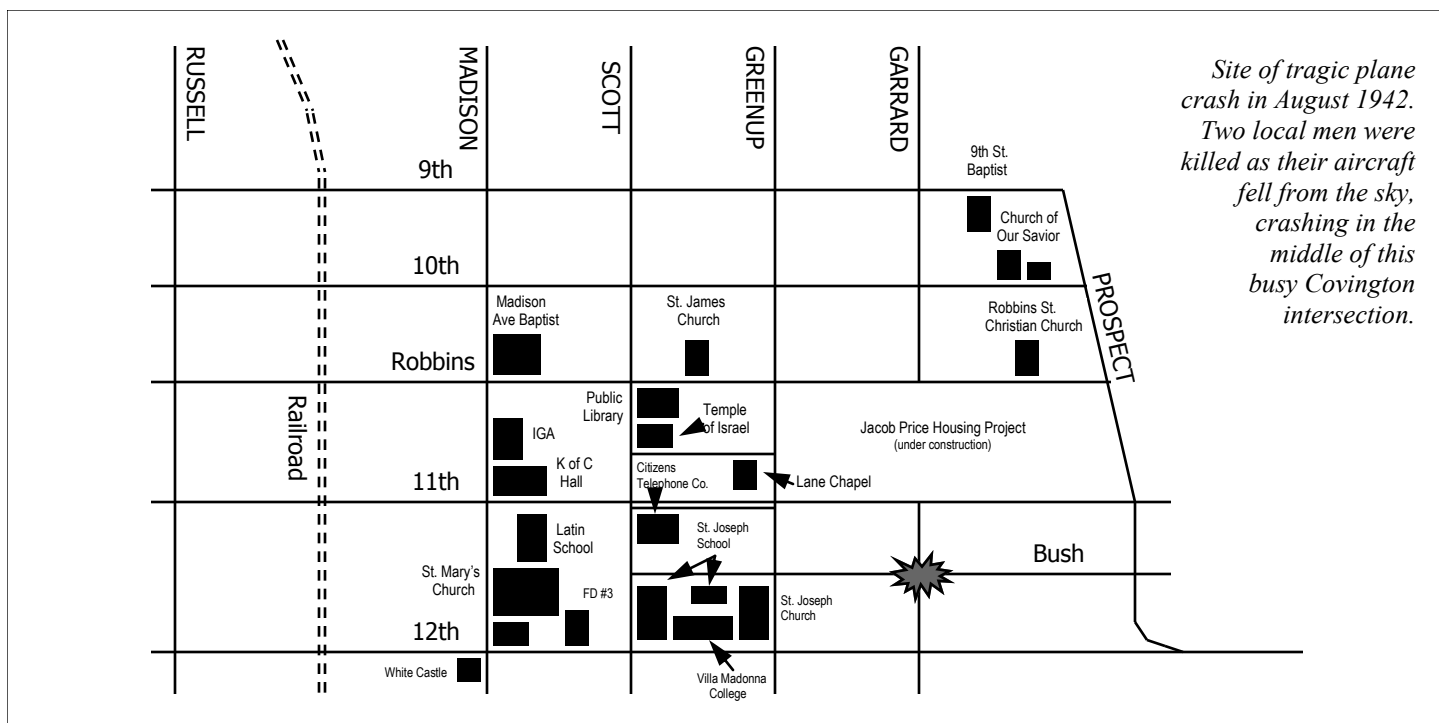 RUSSELL
MADISON
SCOTT
GREENUP
GARRARD
Site of tragic plane
crash in August 1942.
Two local men were
killed as their aircraft
fell from the sky,
crashing in the
middle of this
busy Covington
intersection.
9th
9th St.
Baptist
Church of
Our Savior
10th
PROSPECT
Madison
Ave Baptist
St. James
Church
Robbins St.
Christian Church
Robbins
Railroad
Public
Library
Temple
of Israel
IGA
Jacob Price Housing Project
(under construction)
K of C
Hall
Citizens
Telephone Co.
Lane Chapel
11th
Latin
School
St. Joseph
School
Bush
St. Mary's
Church
FD #3
St. Joseph
Church
12th
White Castle
Villa Madonna
College